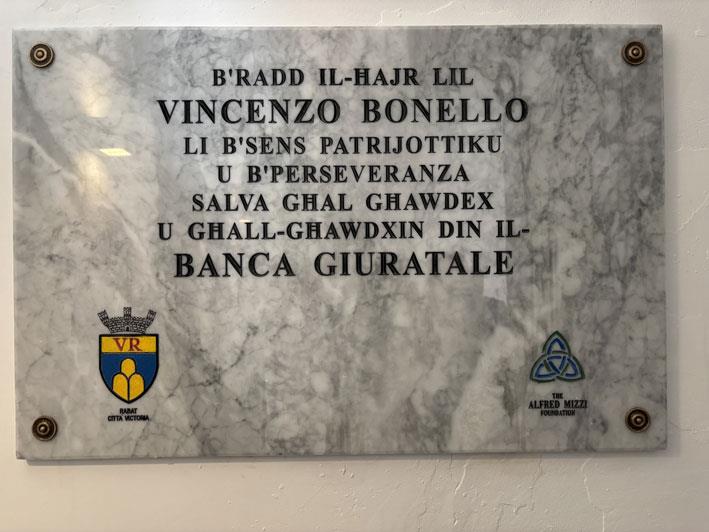 B'RADD IL-ĦAJR LIL
VINCENZO BONELLO
LI B'SENS PATRIJOTTIKU
U B'PERSEVERANZA
SALVA GĦAL GĦAWDEX
U GĦALL-GĦAWDXIN DIN IL-
BANCA GIURATALE
VR
RABAT
CITTA VICTORIA
THE
ALFRED MIZZI
FOUNDATION